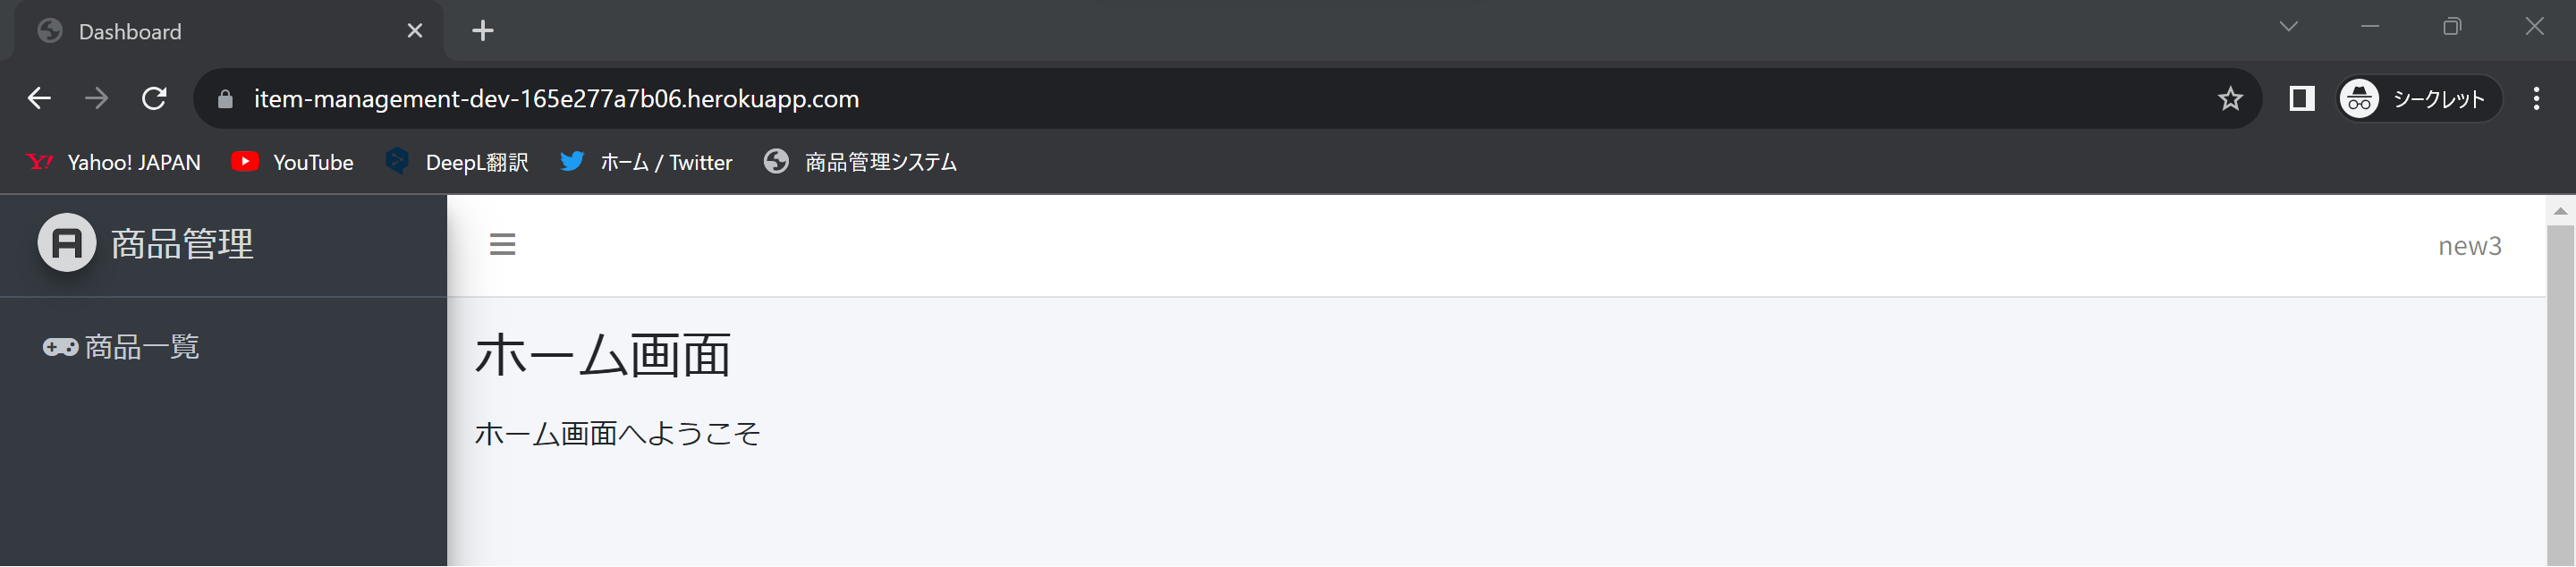 Dashboard
item-management-dev-165e277a7b06.herokuapp.com
シークレット
Yahoo! JAPAN YouTube DeepL翻訳 ホーム / Twitter 商品管理システム
商品管理
new3
商品一覧
ホーム画面
ホーム画面へようこそ